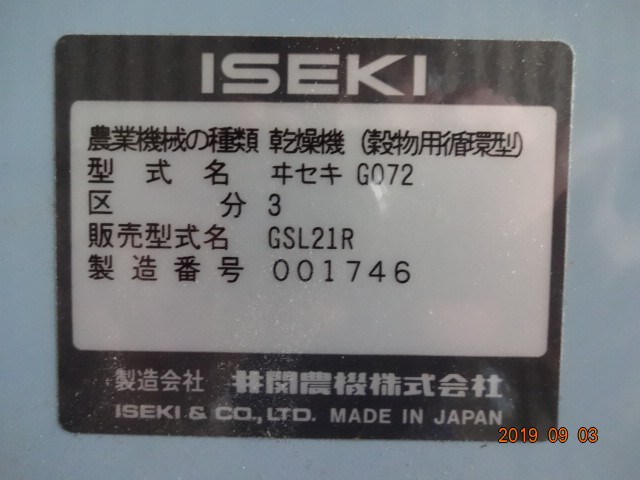 ISEKI
農業機械の種類 乾燥機 (穀物用循環型)
型式名 ヰセキ G072
区分 3
販売型式名 GSL21R
製造番号 001746
製造会社 井関農機株式会社
ISEKI & CO., LTD. MADE IN JAPAN
2019 09 03